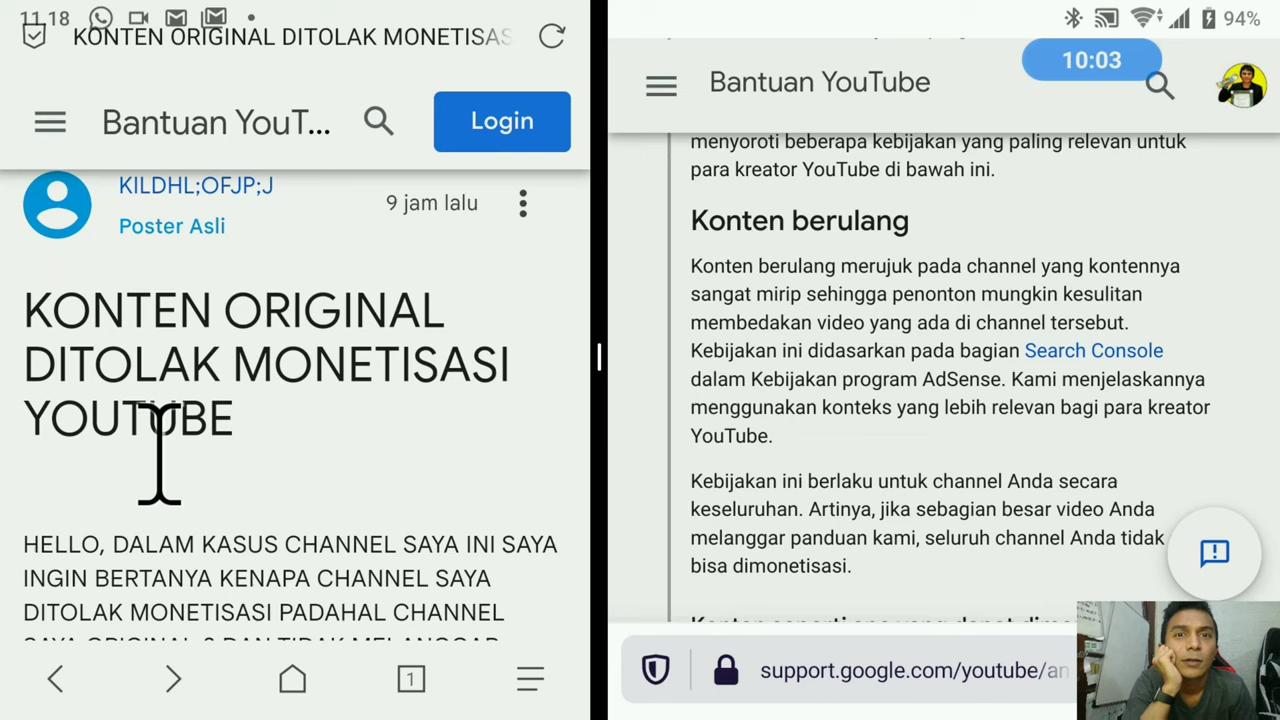 11.18
KONTEN ORIGINAL DITOLAK MONETISAS
Bantuan YouT...
Login
KILDHL;OFJP;J
9 jam lalu
Poster Asli
KONTEN ORIGINAL
DITOLAK MONETISASI
YOUTUBE
HELLO, DALAM KASUS CHANNEL SAYA INI SAYA
INGIN BERTANYA KENAPA CHANNEL SAYA
DITOLAK MONETISASI PADAHAL CHANNEL
1
94%
10:03
Bantuan YouTube
menyoroti beberapa kebijakan yang paling relevan untuk
para kreator YouTube di bawah ini.
Konten berulang
Konten berulang merujuk pada channel yang kontennya
sangat mirip sehingga penonton mungkin kesulitan
membedakan video yang ada di channel tersebut.
Kebijakan ini didasarkan pada bagian Search Console
dalam Kebijakan program AdSense. Kami menjelaskannya
menggunakan konteks yang lebih relevan bagi para kreator
YouTube.
Kebijakan ini berlaku untuk channel Anda secara
keseluruhan. Artinya, jika sebagian besar video Anda
melanggar panduan kami, seluruh channel Anda tidak
bisa dimonetisasi.
support.google.com/youtube/an